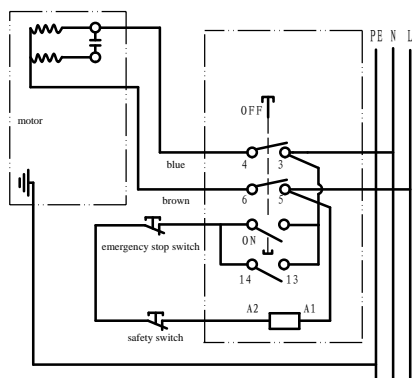 PE N L
OFF
motor
blue
4 3
brown
6 5
emergency stop switch
ON
14 13
A2 A1
safety switch